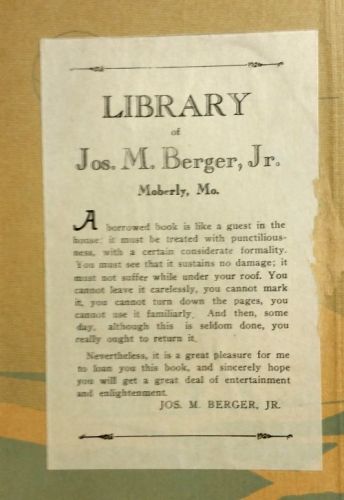 LIBRARY
of
Jos. M. Berger, Jr.
Moberly, Mo.
A borrowed book is like a guest in the
house: it must be treated with punctilious-
ness, with a certain considerate formality.
You must see that it sustains no damage; it
must not suffer while under your roof. You
cannot leave it carelessly, you cannot mark
it, you cannot turn down the pages, you
cannot use it familiarly. And then, some
day, although this is seldom done, you
really ought to return it.
Nevertheless, it is a great pleasure for me
to loan you this book, and sincerely hope
you will get a great deal of entertainment
and enlightenment.
JOS. M. BERGER, JR.